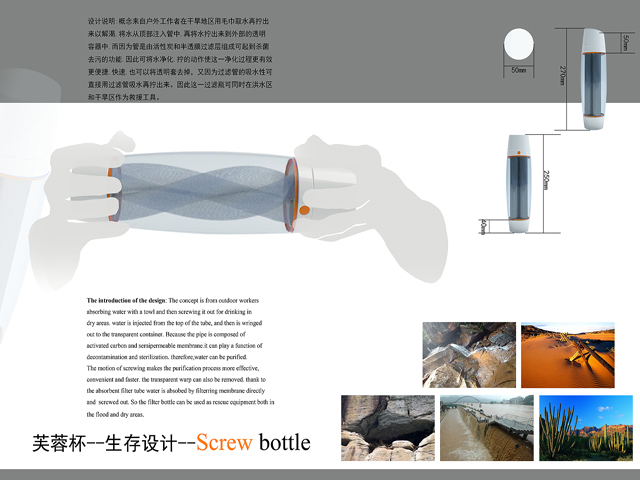 设计说明: 概念来自户外工作者在干旱地区用毛巾取水再拧出
来以解渴. 将水从顶部注入管中. 再将水拧出来到外部的透明
容器中. 而因为管是由活性炭和半透膜过滤层组成可起到杀菌
去污的功能. 因此可将水净化. 拧的动作使这一净化过程更有效
更便捷. 快速. 也可以将透明套去掉。又因为过滤管的吸水性可
直接用过滤管吸水再拧出来。因此这一过滤瓶可同时在洪水区
和干旱区作为救援工具。
50mm
270mm
50mm
250mm
40mm
The introduction of the design: The concept is from outdoor workers
absorbing water with a towl and then screwing it out for drinking in
dry areas. water is injected from the top of the tube, and then is wringed
out to the transparent container. Because the pipe is composed of
activated carbon and semipermeable membrane.it can play a function of
decontamination and sterilization. therefore,water can be purified.
The motion of screwing makes the purification process more effective,
convenient and faster. the transparent warp can also be removed. thank to
the absorbent filter tube water is absobed by filterring membrane directly
and screwed out. So the filter bottle can be used as rescue equipment both in
the flood and dry areas.
芙蓉杯--生存设计--Screw bottle